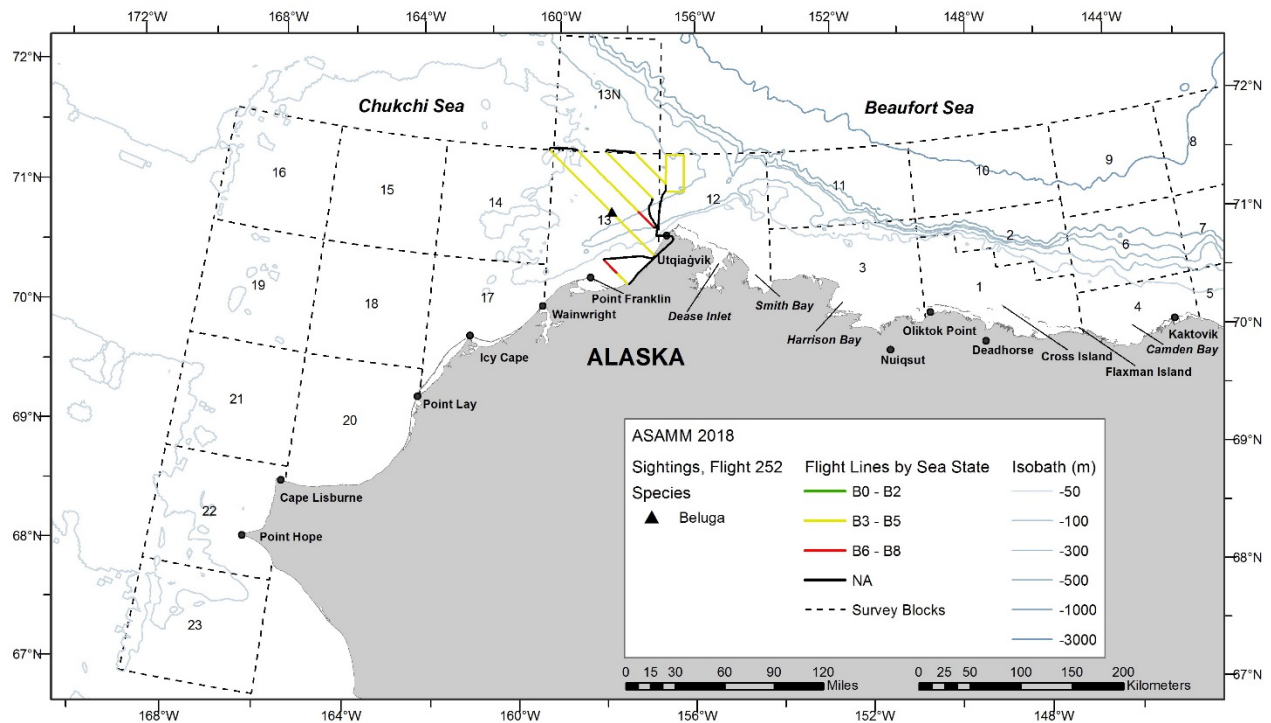 172°W 168°W 164°W 160°W 156°W 152°W 148°W 144°W
72°N
72°N
Chukchi Sea
13N
Beaufort Sea
8
9
10
16
15
14
13
12
11
71°N
71°N
7
6
2
5
3
1
4
19
18
17
Utqiaġvik
Point Franklin
Wainwright
Dease Inlet
Smith Bay
Harrison Bay
70°N
70°N
Oliktok Point
Kaktovik
Camden Bay
Cross Island
Deadhorse
Nuiqsut
Flaxman Island
Icy Cape
ALASKA
Point Lay
21
20
69°N
69°N
Cape Lisburne
22
Point Hope
68°N
68°N
23
67°N
67°N
ASAMM 2018
Sightings, Flight 252
Species
Beluga
Flight Lines by Sea State
B0 - B2
B3 - B5
B6 - B8
NA
Survey Blocks
Isobath (m)
-50
-100
-300
-500
-1000
-3000
0 15 30 60 90 120
Miles
0 25 50 100 150 200
Kilometers
168°W 164°W 160°W 156°W 152°W 148°W